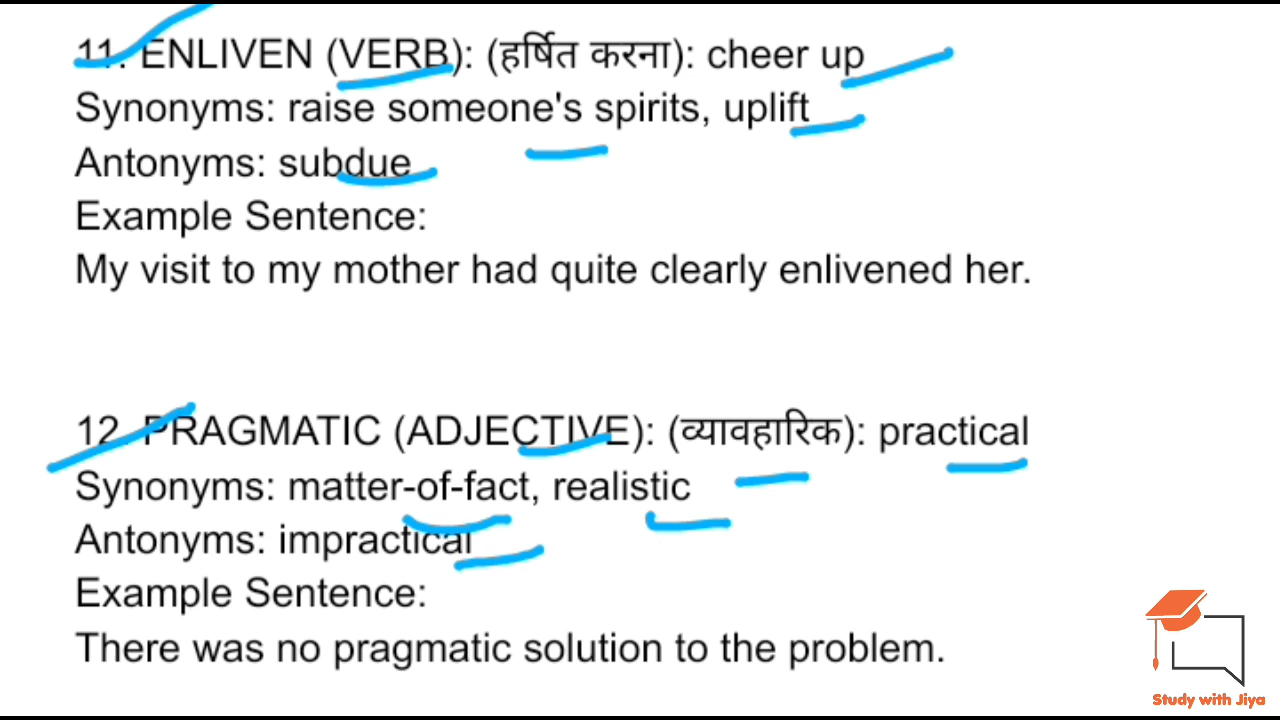 11. ENLIVEN (VERB): (हर्षित करना): cheer up
Synonyms: raise someone's spirits, uplift
Antonyms: subdue
Example Sentence:
My visit to my mother had quite clearly enlivened her.
12. PRAGMATIC (ADJECTIVE): (व्यावहारिक): practical
Synonyms: matter-of-fact, realistic
Antonyms: impractical
Example Sentence:
There was no pragmatic solution to the problem.
Study with Jiya